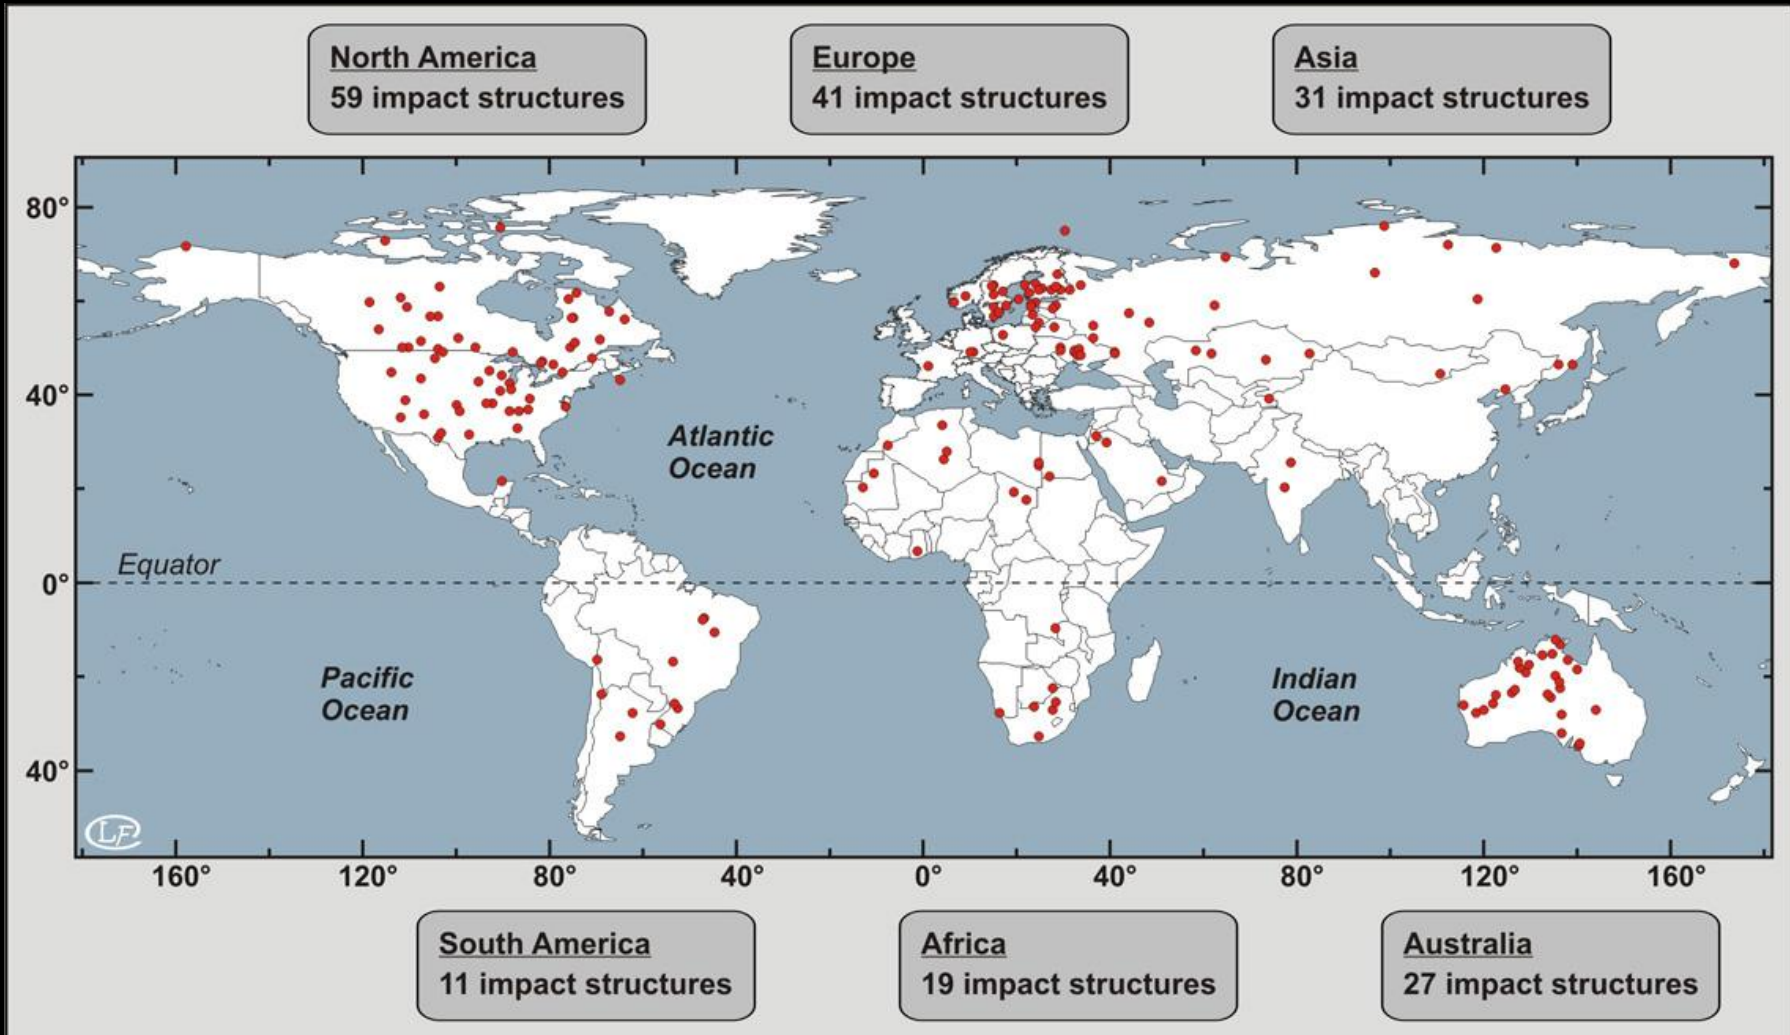 North America
59 impact structures
Europe
41 impact structures
Asia
31 impact structures
80°
40°
0°
40°
Atlantic
Ocean
Equator
Pacific
Ocean
Indian
Ocean
LF
160° 120° 80° 40° 0° 40° 80° 120° 160°
South America
11 impact structures
Africa
19 impact structures
Australia
27 impact structures